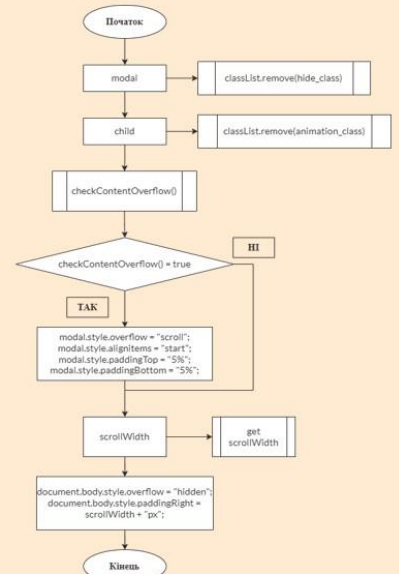 Початок
modal
classList.remove(hide_class)
child
classList.remove(animation_class)
checkContentOverflow()
checkContentOverflow() = true
НІ
ТАК
modal.style.overflow = "scroll";
modal.style.alignitems = "start";
modal.style.paddingTop = "5%";
modal.style.paddingBottom = "5%";
scrollWidth
get
scrollWidth
document.body.style.overflow = "hidden";
document.body.style.paddingRight =
scrollWidth + "px";
Кінець